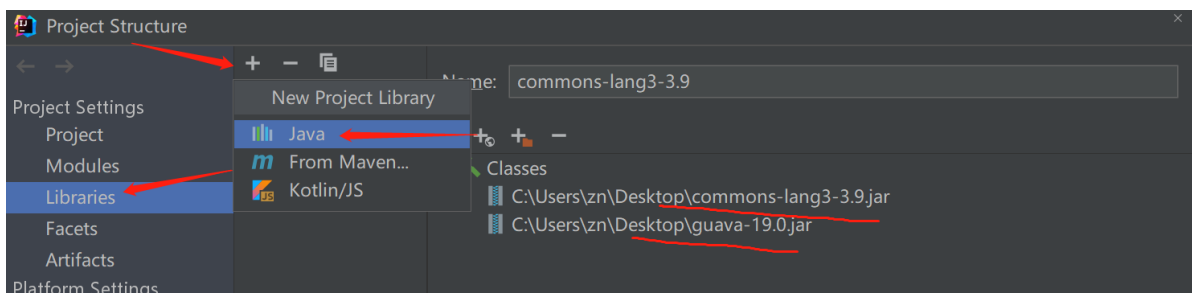 Project Structure
Project Settings
Project
Modules
Libraries
Facets
Artifacts
Platform Settings
New Project Library
Java
From Maven...
Kotlin/JS
Name: commons-lang3-3.9
Classes
C:\Users\zn\Desktop\commons-lang3-3.9.jar
C:\Users\zn\Desktop\guava-19.0.jar